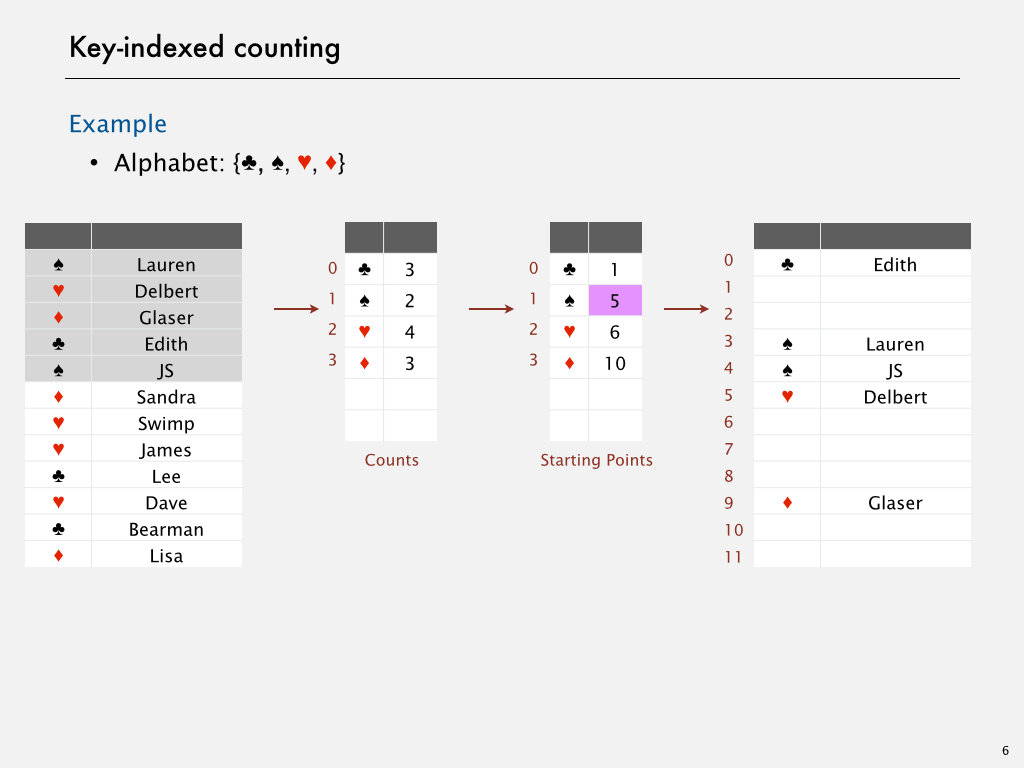 Key-indexed counting
Example
• Alphabet: {♣, ♠, ♥, ♦}
♠ Lauren
♥ Delbert
♦ Glaser
♣ Edith
♠ JS
♦ Sandra
♥ Swimp
♥ James
♣ Lee
♥ Dave
♣ Bearman
♦ Lisa
0 ♣ 3
1 ♠ 2
2 ♥ 4
3 ♦ 3
Counts
0 ♣ 1
1 ♠ 5
2 ♥ 6
3 ♦ 10
Starting Points
0 ♣ Edith
1
2
3 ♠ Lauren
4 ♠ JS
5 ♥ Delbert
6
7
8
9 ♦ Glaser
10
11
6